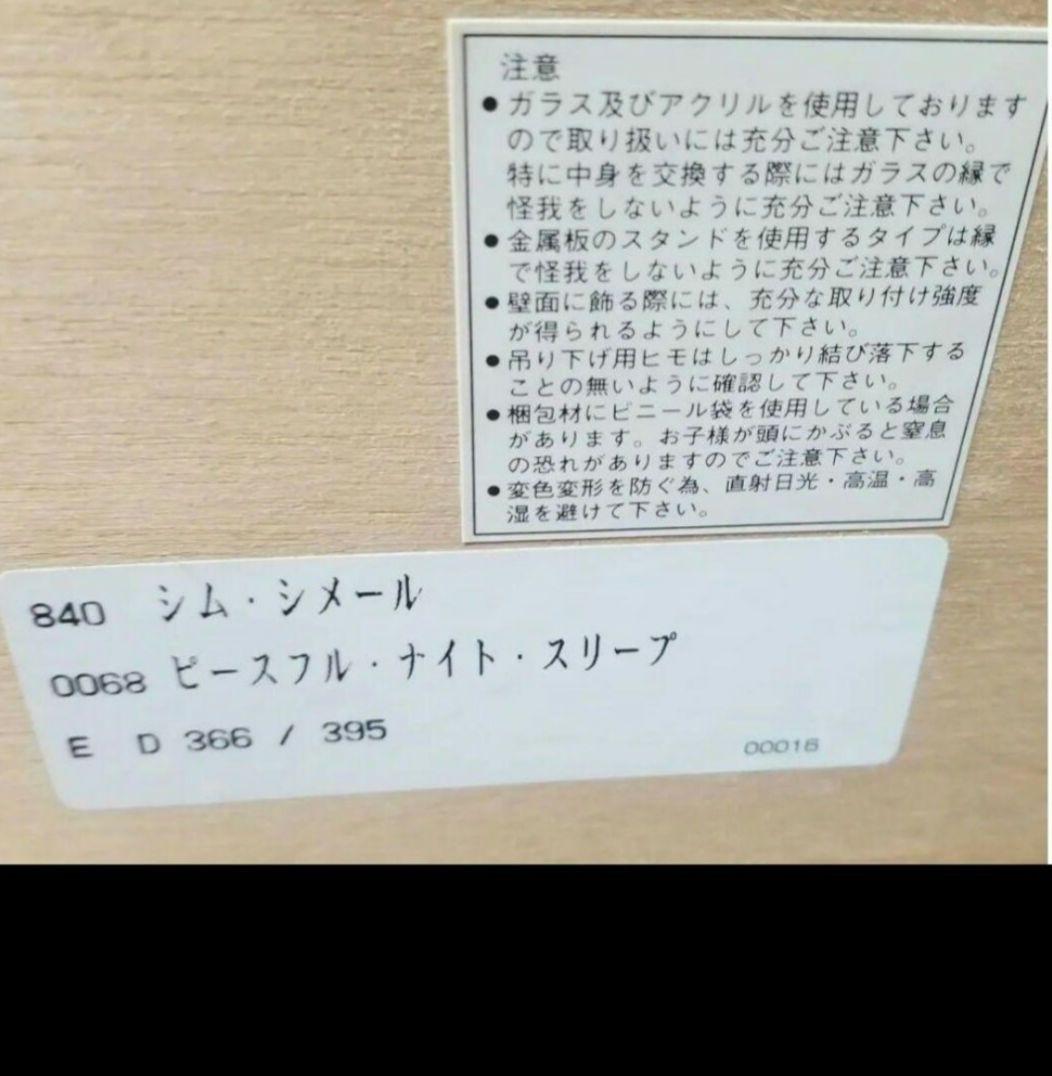 注意
●ガラス及びアクリルを使用しております
ので取り扱いには充分ご注意下さい。
特に中身を交換する際にはガラスの縁で
怪我をしないように充分ご注意下さい。
●金属板のスタンドを使用するタイプは縁
で怪我をしないように充分ご注意下さい。
●壁面に飾る際には、充分な取り付け強度
が得られるようにして下さい。
●吊り下げ用ヒモはしっかり結び落下する
ことの無いように確認して下さい。
●梱包材にビニール袋を使用している場合
があります。お子様が頭にかぶると窒息
の恐れがありますのでご注意下さい。
●変色変形を防ぐ為、直射日光・高温・高
湿を避けて下さい。
840 シム・シメール
0068 ピースフル・ナイト・スリープ
E D 366 / 395
00016